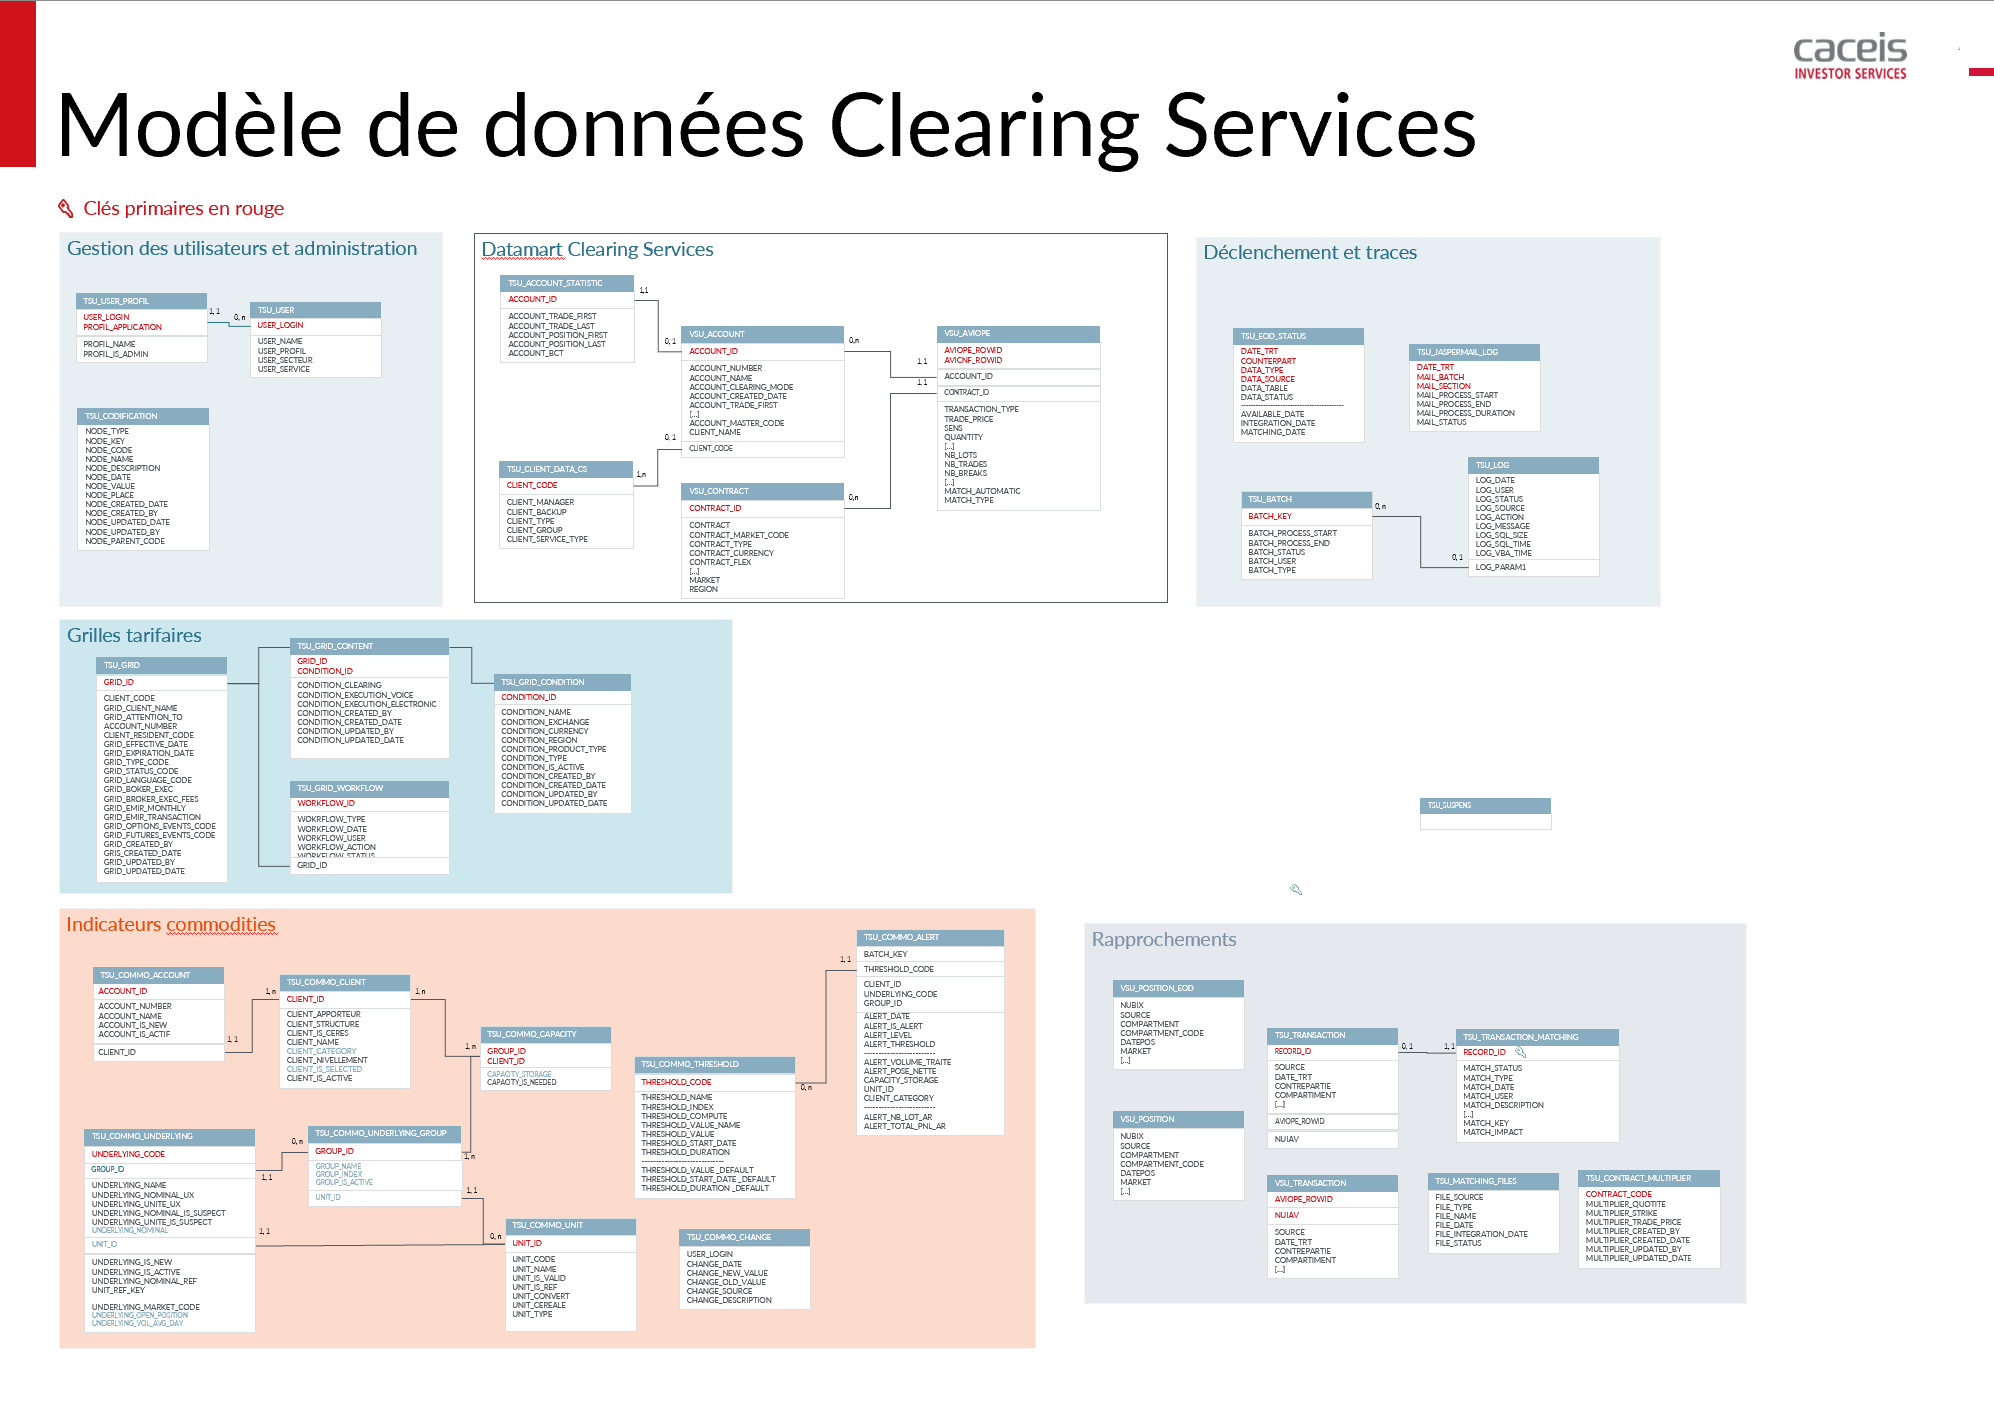 caceis
INVESTOR SERVICES
Modèle de données Clearing Services
Clés primaires en rouge
Gestion des utilisateurs et administration
TSU_USER_PROFIL
USER_LOGIN
PROFIL_APPLICATION
PROFIL_NAME
PROFIL_IS_ADMIN
1, 1
0, n
TSU_USER
USER_LOGIN
USER_NAME
USER_PROFIL
USER_SECTEUR
USER_SERVICE
TSU_CODIFICATION
NODE_TYPE
NODE_KEY
NODE_CODE
NODE_NAME
NODE_DESCRIPTION
NODE_DATE
NODE_VALUE
NODE_PLACE
NODE_CREATED_DATE
NODE_CREATED_BY
NODE_UPDATED_DATE
NODE_UPDATED_BY
NODE_PARENT_CODE
Datamart Clearing Services
TSU_ACCOUNT_STATISTIC
ACCOUNT_ID
ACCOUNT_TRADE_FIRST
ACCOUNT_TRADE_LAST
ACCOUNT_POSITION_FIRST
ACCOUNT_POSITION_LAST
ACCOUNT_BCT
1,1
0, 1
VSU_ACCOUNT
ACCOUNT_ID
ACCOUNT_NUMBER
ACCOUNT_NAME
ACCOUNT_CLEARING_MODE
ACCOUNT_CREATED_DATE
ACCOUNT_TRADE_FIRST
[...]
ACCOUNT_MASTER_CODE
CLIENT_NAME
CLIENT_CODE
0,n
1, 1
1, 1
VSU_AVIOPE
AVIOPE_ROWID
AVICNF_ROWID
ACCOUNT_ID
CONTRACT_ID
TRANSACTION_TYPE
TRADE_PRICE
SENS
QUANTITY
[...]
NB_LOTS
NB_TRADES
NB_BREAKS
[...]
MATCH_AUTOMATIC
MATCH_TYPE
TSU_CLIENT_DATA_CS
CLIENT_CODE
CLIENT_MANAGER
CLIENT_BACKUP
CLIENT_TYPE
CLIENT_GROUP
CLIENT_SERVICE_TYPE
0, 1
1,n
VSU_CONTRACT
CONTRACT_ID
CONTRACT
CONTRACT_MARKET_CODE
CONTRACT_TYPE
CONTRACT_CURRENCY
CONTRACT_FLEX
[...]
MARKET
REGION
0,n
Déclenchement et traces
TSU_EOD_STATUS
DATE_TRT
COUNTERPART
DATA_TYPE
DATA_SOURCE
DATA_TABLE
DATA_STATUS
----------------------------------
AVAILABLE_DATE
INTEGRATION_DATE
MATCHING_DATE
TSU_JASPERMAIL_LOG
DATE_TRT
MAIL_BATCH
MAIL_SECTION
MAIL_PROCESS_START
MAIL_PROCESS_END
MAIL_PROCESS_DURATION
MAIL_STATUS
TSU_BATCH
BATCH_KEY
BATCH_PROCESS_START
BATCH_PROCESS_END
BATCH_STATUS
BATCH_USER
BATCH_TYPE
0, n
0, 1
TSU_LOG
LOG_DATE
LOG_USER
LOG_STATUS
LOG_SOURCE
LOG_ACTION
LOG_MESSAGE
LOG_SQL_SIZE
LOG_SQL_TIME
LOG_VBA_TIME
LOG_PARAM1
Grilles tarifaires
TSU_GRID
GRID_ID
CLIENT_CODE
GRID_CLIENT_NAME
GRID_ATTENTION_TO
ACCOUNT_NUMBER
CLIENT_RESIDENT_CODE
GRID_EFFECTIVE_DATE
GRID_EXPIRATION_DATE
GRID_TYPE_CODE
GRID_STATUS_CODE
GRID_LANGUAGE_CODE
GRID_BOKER_EXEC
GRID_BROKER_EXEC_FEES
GRID_EMIR_MONTHLY
GRID_EMIR_TRANSACTION
GRID_OPTIONS_EVENTS_CODE
GRID_FUTURES_EVENTS_CODE
GRID_CREATED_BY
GRIS_CREATED_DATE
GRID_UPDATED_BY
GRID_UPDATED_DATE
TSU_GRID_CONTENT
GRID_ID
CONDITION_ID
CONDITION_CLEARING
CONDITION_EXECUTION_VOICE
CONDITION_EXECUTION_ELECTRONIC
CONDITION_CREATED_BY
CONDITION_CREATED_DATE
CONDITION_UPDATED_BY
CONDITION_UPDATED_DATE
TSU_GRID_WORKFLOW
WORKFLOW_ID
WOKRFLOW_TYPE
WORKFLOW_DATE
WORKFLOW_USER
WORKFLOW_ACTION
WORKFLOW_STATUS
GRID_ID
TSU_GRID_CONDITION
CONDITION_ID
CONDITION_NAME
CONDITION_EXCHANGE
CONDITION_CURRENCY
CONDITION_REGION
CONDITION_PRODUCT_TYPE
CONDITION_TYPE
CONDITION_IS_ACTIVE
CONDITION_CREATED_BY
CONDITION_CREATED_DATE
CONDITION_UPDATED_BY
CONDITION_UPDATED_DATE
TSU_SUSPENS
Indicateurs commodities
TSU_COMMO_ACCOUNT
ACCOUNT_ID
ACCOUNT_NUMBER
ACCOUNT_NAME
ACCOUNT_IS_NEW
ACCOUNT_IS_ACTIF
CLIENT_ID
1, 1
1, n
TSU_COMMO_CLIENT
CLIENT_ID
CLIENT_APPORTEUR
CLIENT_STRUCTURE
CLIENT_IS_CERES
CLIENT_NAME
CLIENT_CATEGORY
CLIENT_NIVELLEMENT
CLIENT_IS_SELECTED
CLIENT_IS_ACTIVE
1, n
1, n
TSU_COMMO_CAPACITY
GROUP_ID
CLIENT_ID
CAPACITY_STORAGE
CAPACITY_IS_NEEDED
TSU_COMMO_THRESHOLD
THRESHOLD_CODE
THRESHOLD_NAME
THRESHOLD_INDEX
THRESHOLD_COMPUTE
THRESHOLD_VALUE_NAME
THRESHOLD_VALUE
THRESHOLD_START_DATE
THRESHOLD_DURATION
---------------------------
THRESHOLD_VALUE_DEFAULT
THRESHOLD_START_DATE _DEFAULT
THRESHOLD_DURATION _DEFAULT
0, n
1, 1
TSU_COMMO_ALERT
BATCH_KEY
THRESHOLD_CODE
CLIENT_ID
UNDERLYING_CODE
GROUP_ID
ALERT_DATE
ALERT_IS_ALERT
ALERT_LEVEL
ALERT_THRESHOLD
------------------------
ALERT_VOLUME_TRAITE
ALERT_POSE_NETTE
CAPACITY_STORAGE
UNIT_ID
CLIENT_CATEGORY
------------------------
ALERT_NB_LOT_AR
ALERT_TOTAL_PNL_AR
TSU_COMMO_UNDERLYING
UNDERLYING_CODE
GROUP_ID
UNDERLYING_NAME
UNDERLYING_NOMINAL_UX
UNDERLYING_UNITE_UX
UNDERLYING_NOMINAL_IS_SUSPECT
UNDERLYING_UNITE_IS_SUSPECT
UNDERLYING_NOMINAL
UNIT_ID
UNDERLYING_IS_NEW
UNDERLYING_IS_ACTIVE
UNDERLYING_NOMINAL_REF
UNIT_REF_KEY
UNDERLYING_MARKET_CODE
UNDERLYING_OPEN_POSITION
UNDERLYING_VOL_AVG_DAY
0, n
1, 1
1, 1
TSU_COMMO_UNDERLYING_GROUP
GROUP_ID
GROUP_NAME
GROUP_INDEX
GROUP_IS_ACTIVE
UNIT_ID
1, n
1, 1
0, n
TSU_COMMO_UNIT
UNIT_ID
UNIT_CODE
UNIT_NAME
UNIT_IS_VALID
UNIT_IS_REF
UNIT_CONVERT
UNIT_CEREALE
UNIT_TYPE
TSU_COMMO_CHANGE
USER_LOGIN
CHANGE_DATE
CHANGE_NEW_VALUE
CHANGE_OLD_VALUE
CHANGE_SOURCE
CHANGE_DESCRIPTION
Rapprochements
VSU_POSITION_EOD
NUBIX
SOURCE
COMPARTMENT
COMPARTMENT_CODE
DATEPOS
MARKET
[...]
VSU_POSITION
NUBIX
SOURCE
COMPARTMENT
COMPARTMENT_CODE
DATEPOS
MARKET
[...]
TSU_TRANSACTION
RECORD_ID
SOURCE
DATE_TRT
CONTREPARTIE
COMPARTIMENT
[...]
AVIOPE_ROWID
NUIAV
0, 1
1, 1
TSU_TRANSACTION_MATCHING
RECORD_ID
MATCH_STATUS
MATCH_TYPE
MATCH_DATE
MATCH_USER
MATCH_DESCRIPTION
[...]
MATCH_KEY
MATCH_IMPACT
VSU_TRANSACTION
AVIOPE_ROWID
NUIAV
SOURCE
DATE_TRT
CONTREPARTIE
COMPARTIMENT
[...]
TSU_MATCHING_FILES
FILE_SOURCE
FILE_TYPE
FILE_NAME
FILE_DATE
FILE_INTEGRATION_DATE
FILE_STATUS
TSU_CONTRACT_MULTIPLIER
CONTRACT_CODE
MULTIPLIER_QUOTITE
MULTIPLIER_STRIKE
MULTIPLIER_TRADE_PRICE
MULTIPLIER_CREATED_BY
MULTIPLIER_CREATED_DATE
MULTIPLIER_UPDATED_BY
MULTIPLIER_UPDATED_DATE